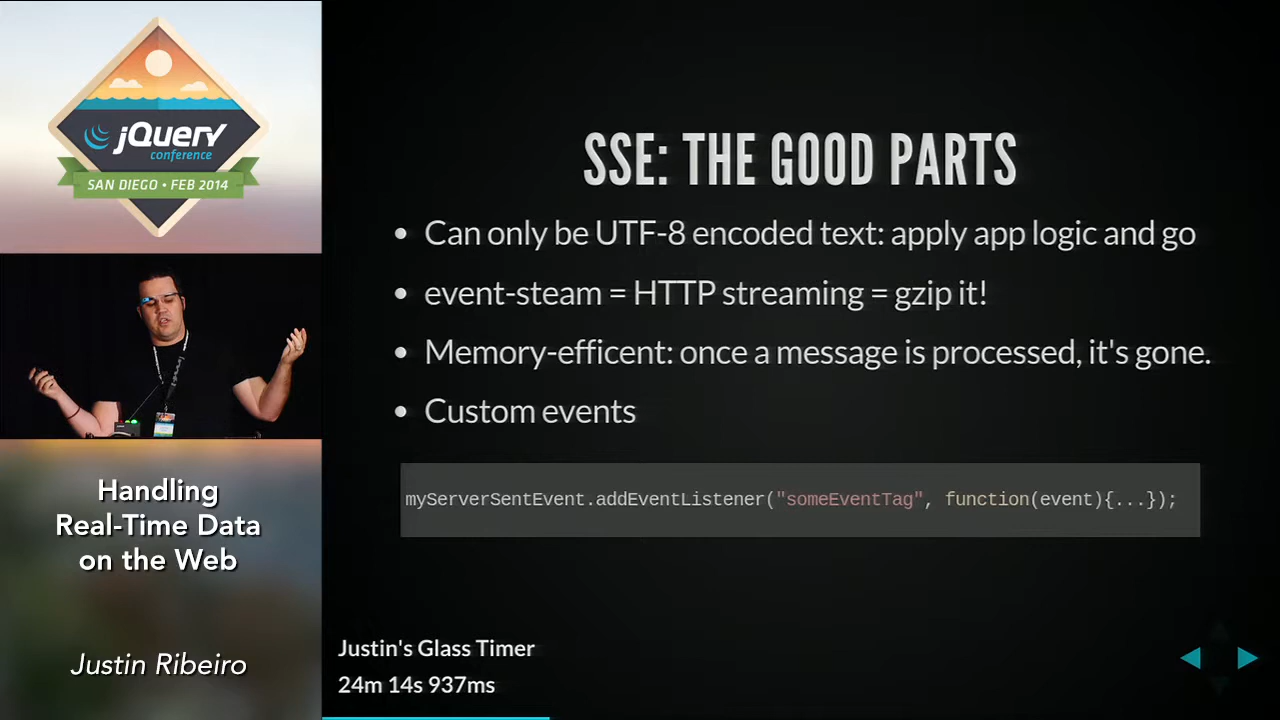 jQuery
conference
SAN DIEGO • FEB 2014
Handling
Real-Time Data
on the Web
Justin Ribeiro
SSE: THE GOOD PARTS
• Can only be UTF-8 encoded text: apply app logic and go
• event-steam = HTTP streaming = gzip it!
• Memory-efficent: once a message is processed, it's gone.
• Custom events
myServerSentEvent.addEventListener("someEventTag", function(event){...});
Justin's Glass Timer
24m 14s 937ms